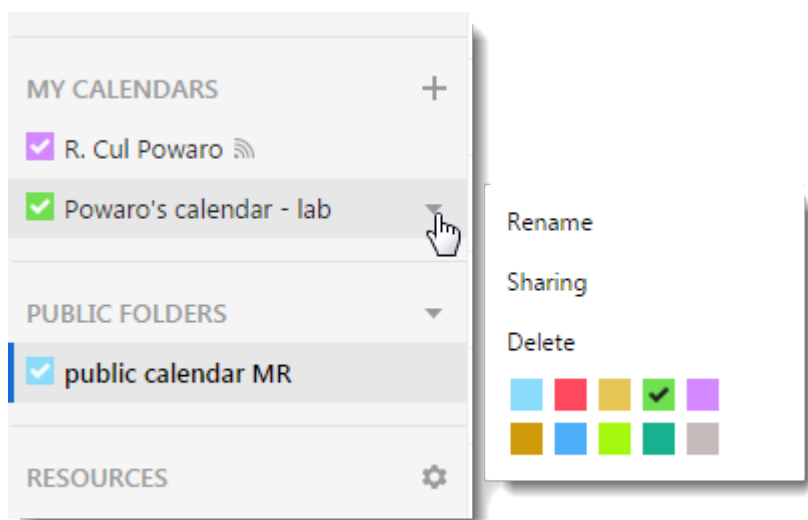 MY CALENDARS
R. Cul Powaro
Powaro's calendar - lab
PUBLIC FOLDERS
public calendar MR
RESOURCES
Rename
Sharing
Delete